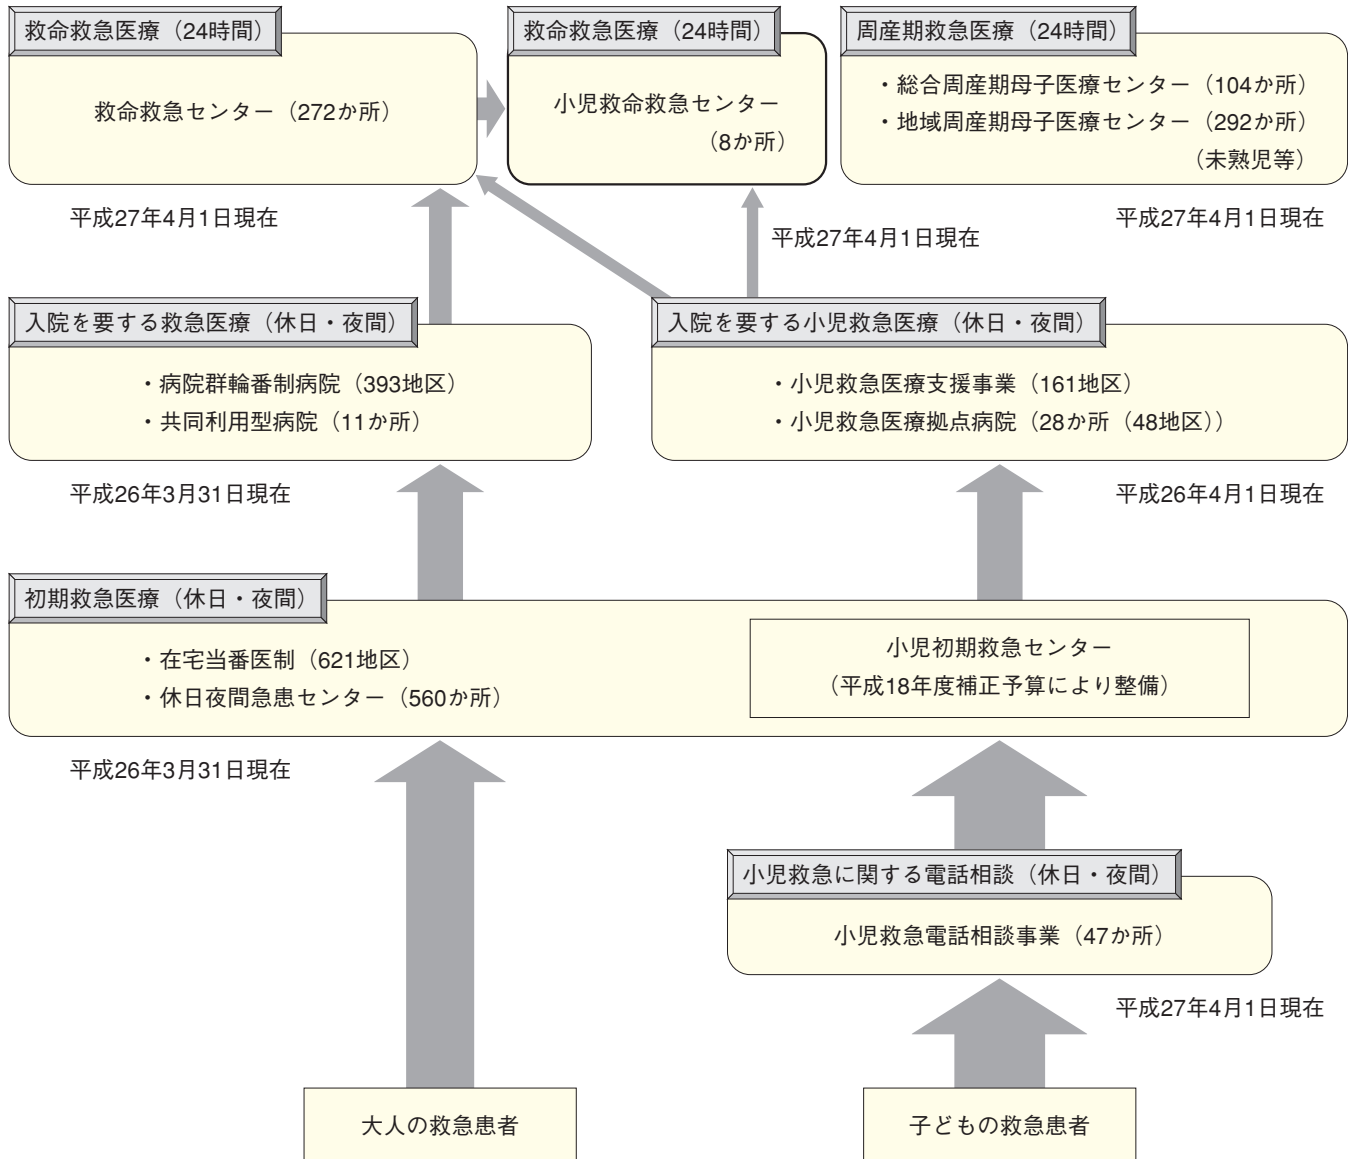 救命救急医療（24時間）
救命救急センター（272か所）
平成27年4月1日現在
救命救急医療（24時間）
小児救命救急センター
（8か所）
平成27年4月1日現在
周産期救急医療（24時間）
・総合周産期母子医療センター（104か所）
・地域周産期母子医療センター（292か所）
（未熟児等）
平成27年4月1日現在
入院を要する救急医療（休日・夜間）
・病院群輪番制病院（393地区）
・共同利用型病院（11か所）
平成26年3月31日現在
入院を要する小児救急医療（休日・夜間）
・小児救急医療支援事業（161地区）
・小児救急医療拠点病院（28か所（48地区））
平成26年4月1日現在
初期救急医療（休日・夜間）
・在宅当番医制（621地区）
・休日夜間急患センター（560か所）
小児初期救急センター
（平成18年度補正予算により整備）
平成26年3月31日現在
小児救急に関する電話相談（休日・夜間）
小児救急電話相談事業（47か所）
平成27年4月1日現在
大人の救急患者
子どもの救急患者